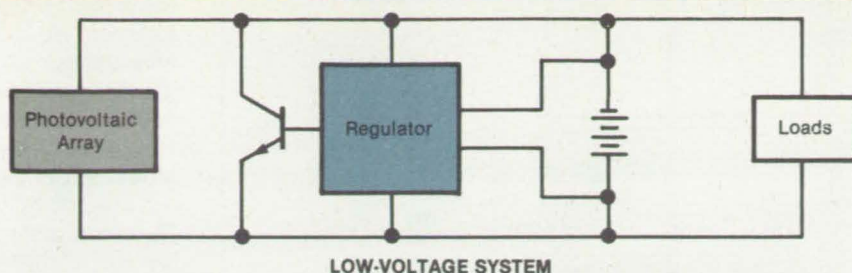 Photovoltaic
Array
Regulator
Loads
LOW-VOLTAGE SYSTEM